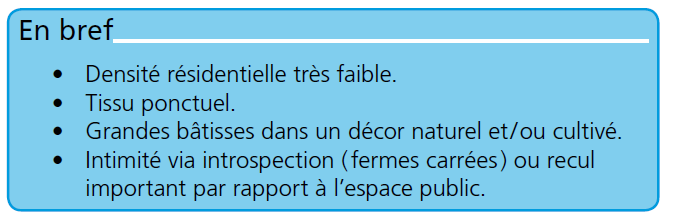 En bref
• Densité résidentielle très faible.
• Tissu ponctuel.
• Grandes bâtisses dans un décor naturel et/ou cultivé.
• Intimité via introspection (fermes carrées) ou recul
important par rapport à l’espace public.